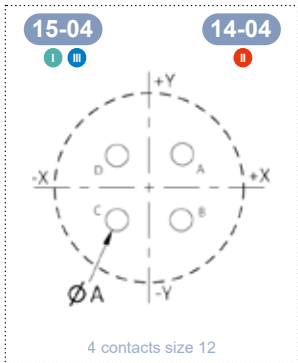 15-04 14-04
I III II
+Y
D A
-X +X
C B
ØA
-Y
4 contacts size 12